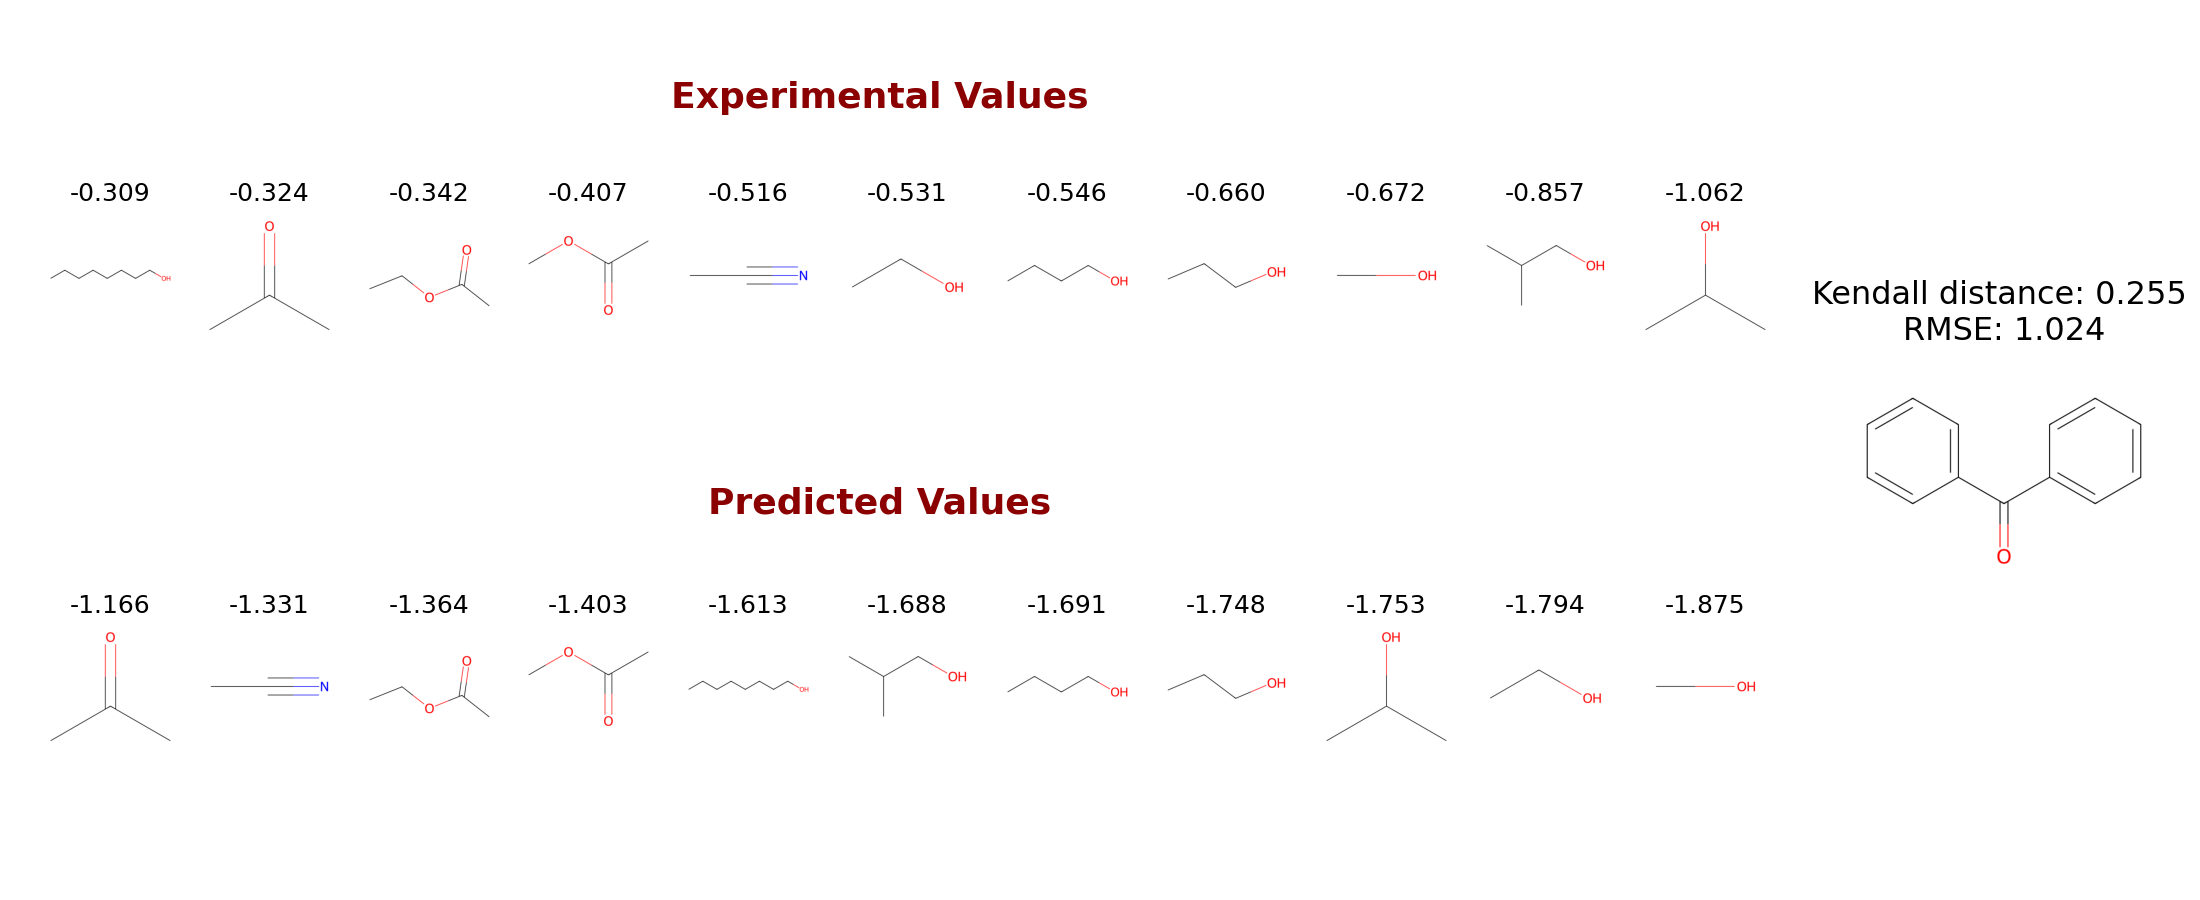 Experimental Values
-0.309 -0.324 -0.342 -0.407 -0.516 -0.531 -0.546 -0.660 -0.672 -0.857 -1.062
OH O O O O O N OH OH OH OH OH OH
Kendall distance: 0.255
RMSE: 1.024
O
Predicted Values
-1.166 -1.331 -1.364 -1.403 -1.613 -1.688 -1.691 -1.748 -1.753 -1.794 -1.875
O N O O O O OH OH OH OH OH OH OH